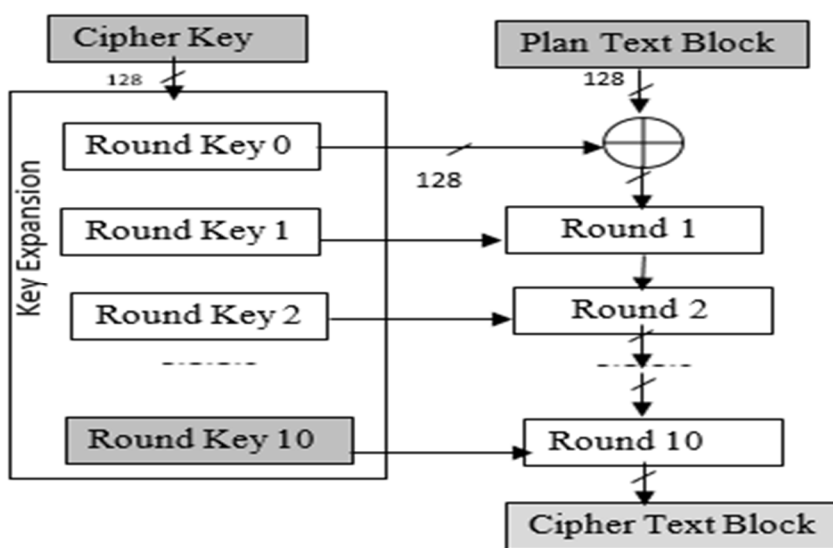 Cipher Key
Plan Text Block
128
128
Key Expansion
Round Key 0
128
Round Key 1
Round 1
Round Key 2
Round 2
Round Key 10
Round 10
Cipher Text Block